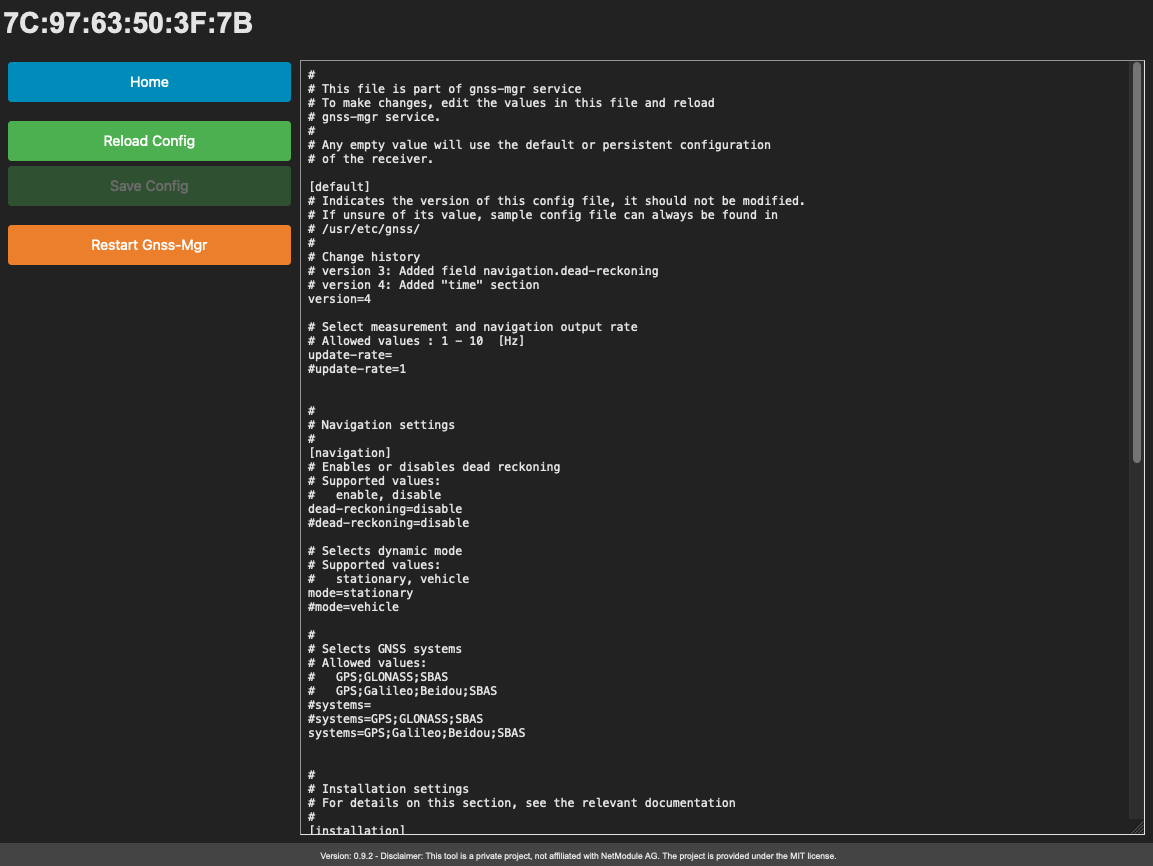 7C:97:63:50:3F:7B
Home
Reload Config
Save Config
Restart Gnss-Mgr
#
# This file is part of gnss-mgr service
# To make changes, edit the values in this file and reload
# gnss-mgr service.
#
# Any empty value will use the default or persistent configuration
# of the receiver.
[default]
# Indicates the version of this config file, it should not be modified.
# If unsure of its value, sample config file can always be found in
# /usr/etc/gnss/
#
# Change history
# version 3: Added field navigation.dead-reckoning
# version 4: Added "time" section
version=4
# Select measurement and navigation output rate
# Allowed values : 1 - 10  [Hz]
update-rate=
#update-rate=1
#
# Navigation settings
#
[navigation]
# Enables or disables dead reckoning
# Supported values:
#   enable, disable
dead-reckoning=disable
#dead-reckoning=disable
# Selects dynamic mode
# Supported values:
#   stationary, vehicle
mode=stationary
#mode=vehicle
#
# Selects GNSS systems
# Allowed values:
#   GPS;GLONASS;SBAS
#   GPS;Galileo;Beidou;SBAS
#systems=
#systems=GPS;GLONASS;SBAS
systems=GPS;Galileo;Beidou;SBAS
#
# Installation settings
# For details on this section, see the relevant documentation
#
[installation]
Version: 0.9.2 - Disclaimer: This tool is a private project, not affiliated with NetModule AG. The project is provided under the MIT license.